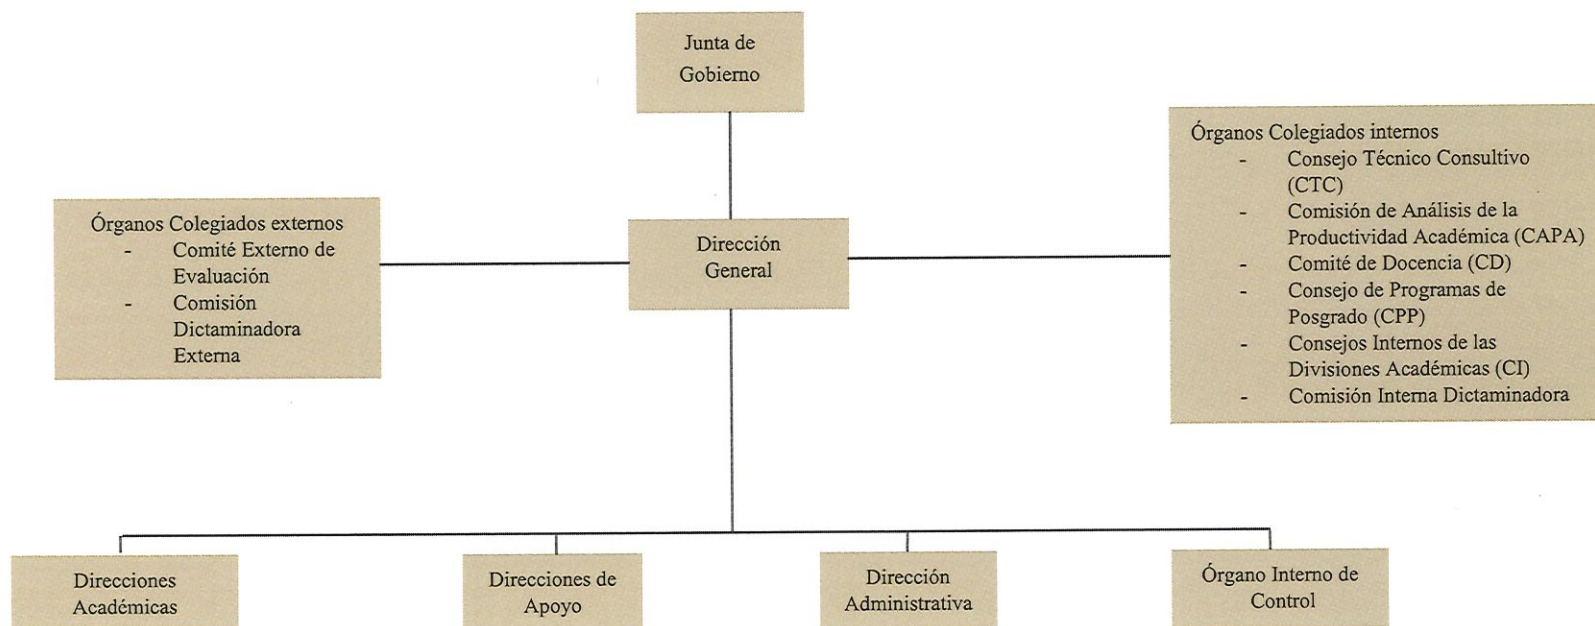 Junta de
Gobierno
Órganos Colegiados externos
- Comité Externo de
Evaluación
- Comisión
Dictaminadora
Externa
Dirección
General
Órganos Colegiados internos
- Consejo Técnico Consultivo
(CTC)
- Comisión de Análisis de la
Productividad Académica (CAPA)
- Comité de Docencia (CD)
- Consejo de Programas de
Posgrado (CPP)
- Consejos Internos de las
Divisiones Académicas (CI)
- Comisión Interna Dictaminadora
Direcciones
Académicas
Direcciones de
Apoyo
Dirección
Administrativa
Órgano Interno de
Control